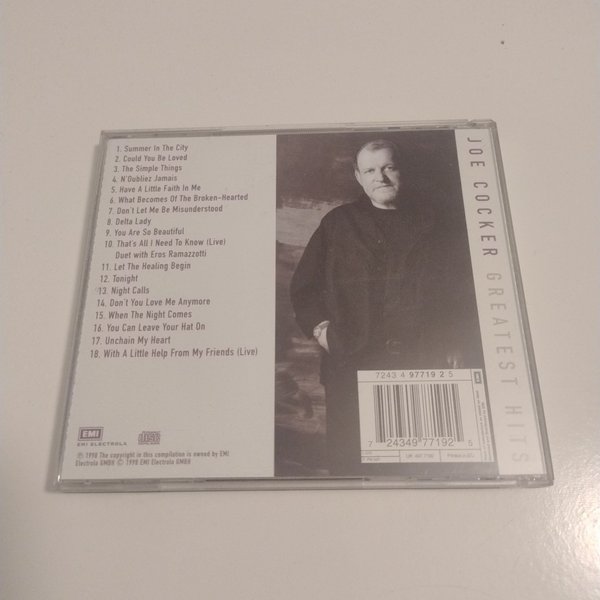 1. Summer In The City
2. Could You Be Loved
3. The Simple Things
4. N'Oubliez Jamais
5. Have A Little Faith In Me
6. What Becomes Of The Broken-Hearted
7. Don't Let Me Be Misunderstood
8. Delta Lady
9. You Are So Beautiful
10. That's All I Need To Know (Live)
Duet with Eros Ramazzotti
11. Let The Healing Begin
12. Tonight
13. Night Calls
14. Don't You Love Me Anymore
15. When The Night Comes
16. You Can Leave Your Hat On
17. Unchain My Heart
18. With A Little Help From My Friends (Live)
EMI
EMI ELECTROLA
disc
℗ 1998 The copyright in this compilation is owned by EMI
Electrola GMBH © 1998 EMI Electrola GMBH
JOE COCKER GREATEST HITS
7243 4 97719 2 5
7 24349 77192 5
EMI